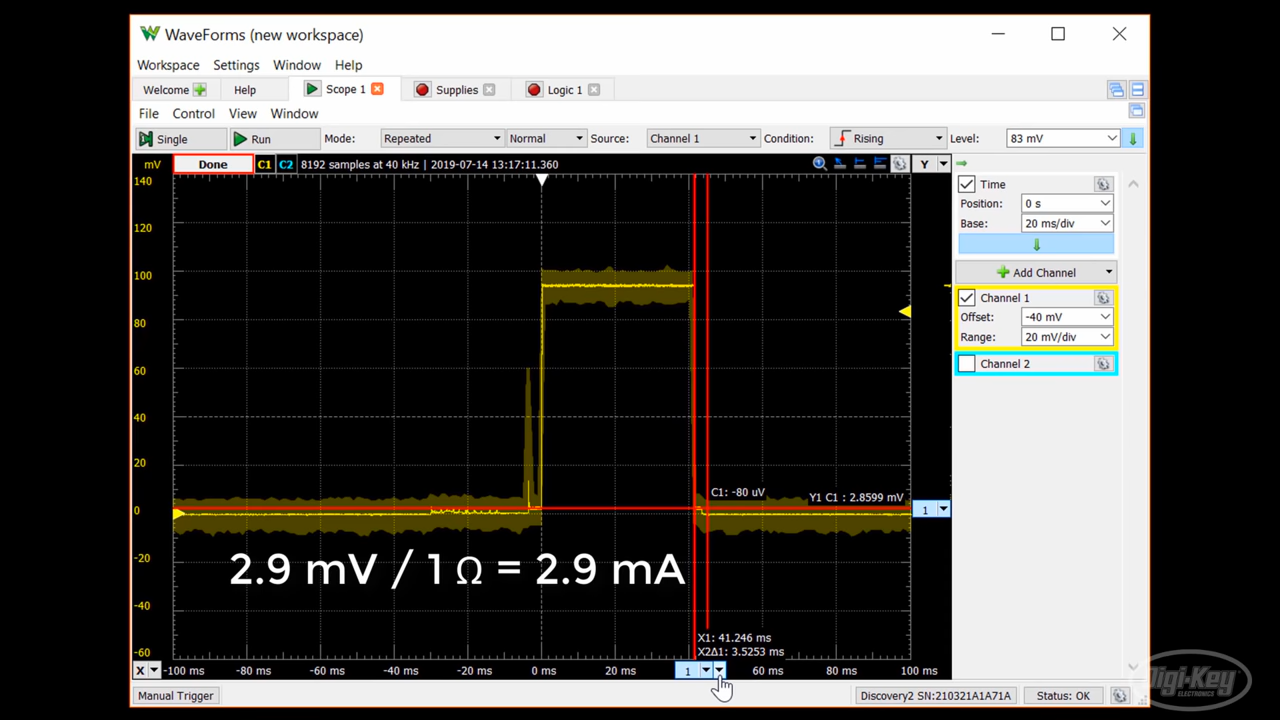 WaveForms (new workspace)
Workspace Settings Window Help
Welcome Help Scope 1 Supplies Logic 1
File Control View Window
Single Run Mode: Repeated Normal Source: Channel 1 Condition: Rising Level: 83 mV
mV Done C1 C2 8192 samples at 40 kHz | 2019-07-14 13:17:11.360 Y
140
120
100
80
60
40
20
0
-20
-40
-60
C1: -80 uV
Y1 C1 : 2.8599 mV
1
2.9 mV / 1 Ω = 2.9 mA
X1: 41.246 ms
X2Δ1: 3.5253 ms
X -100 ms -80 ms -60 ms -40 ms -20 ms 0 ms 20 ms 1 60 ms 80 ms 100 ms
Time
Position: 0 s
Base: 20 ms/div
Add Channel
Channel 1
Offset: -40 mV
Range: 20 mV/div
Channel 2
Manual Trigger Discovery2 SN:210321A1A71A Status: OK
Digi-Key
ELECTRONICS